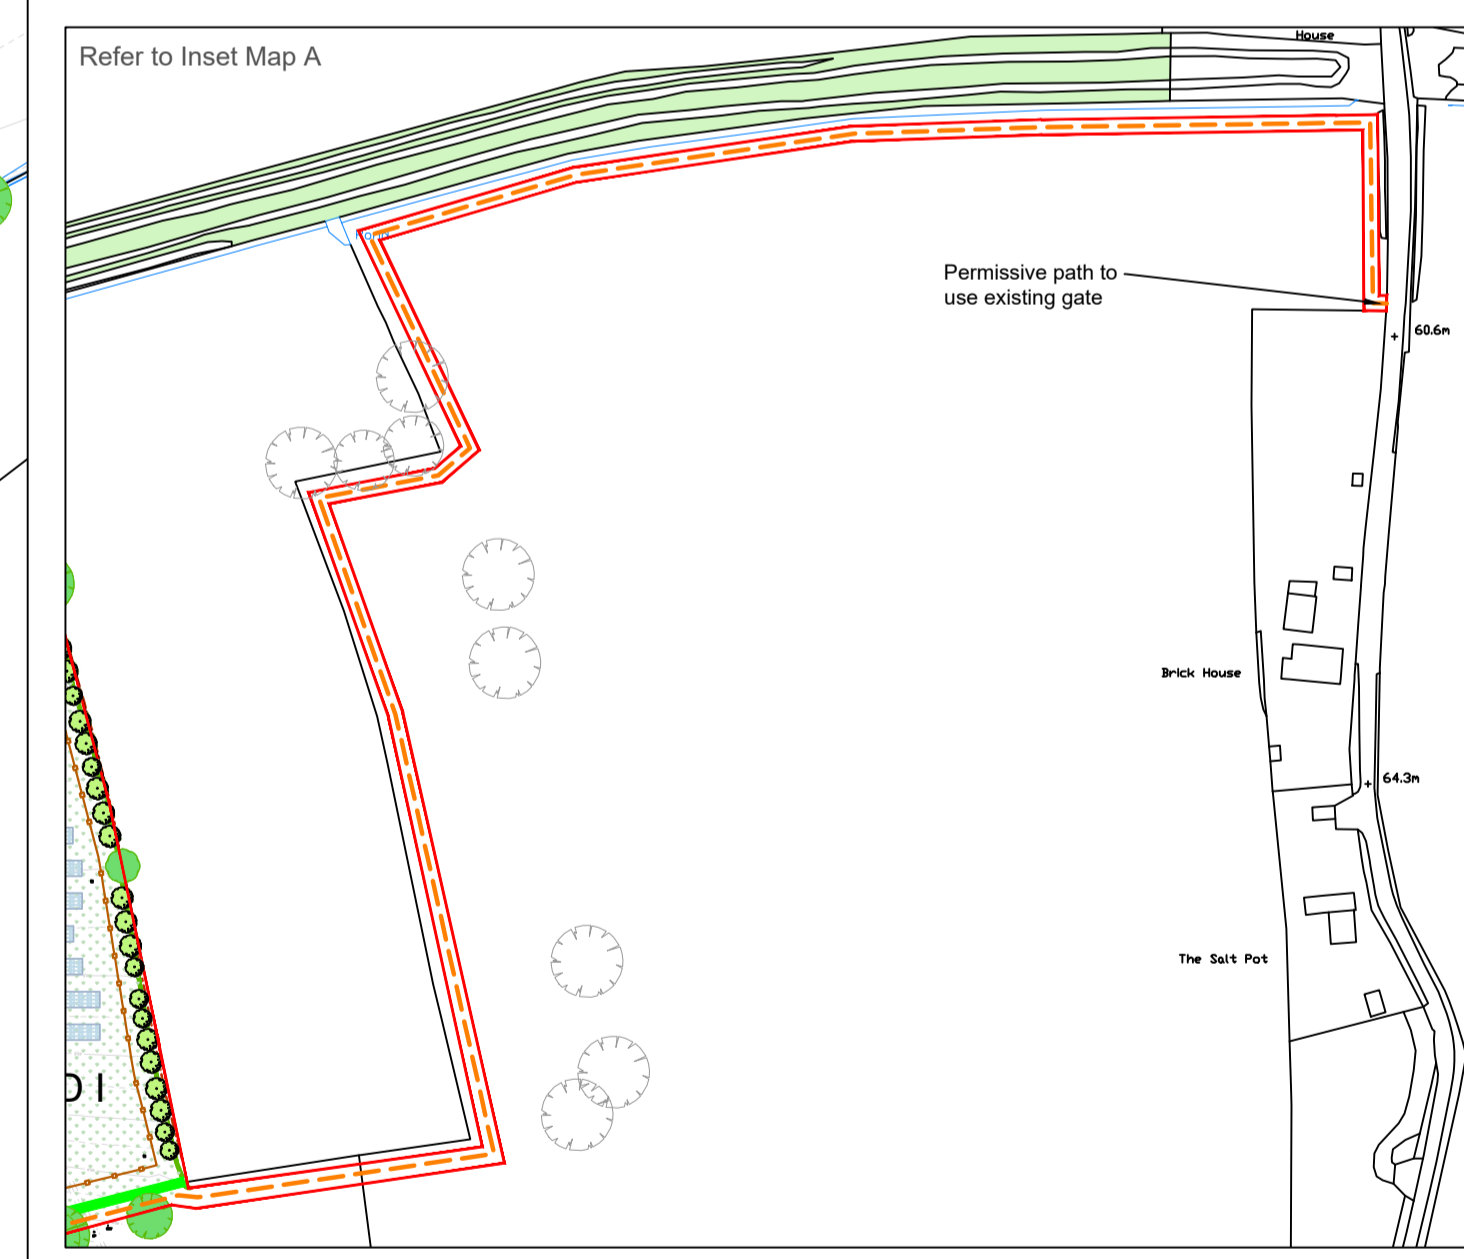 Refer to Inset Map A
House
Pond
Permissive path to
use existing gate
60.6m
Brick House
64.3m
The Salt Pot